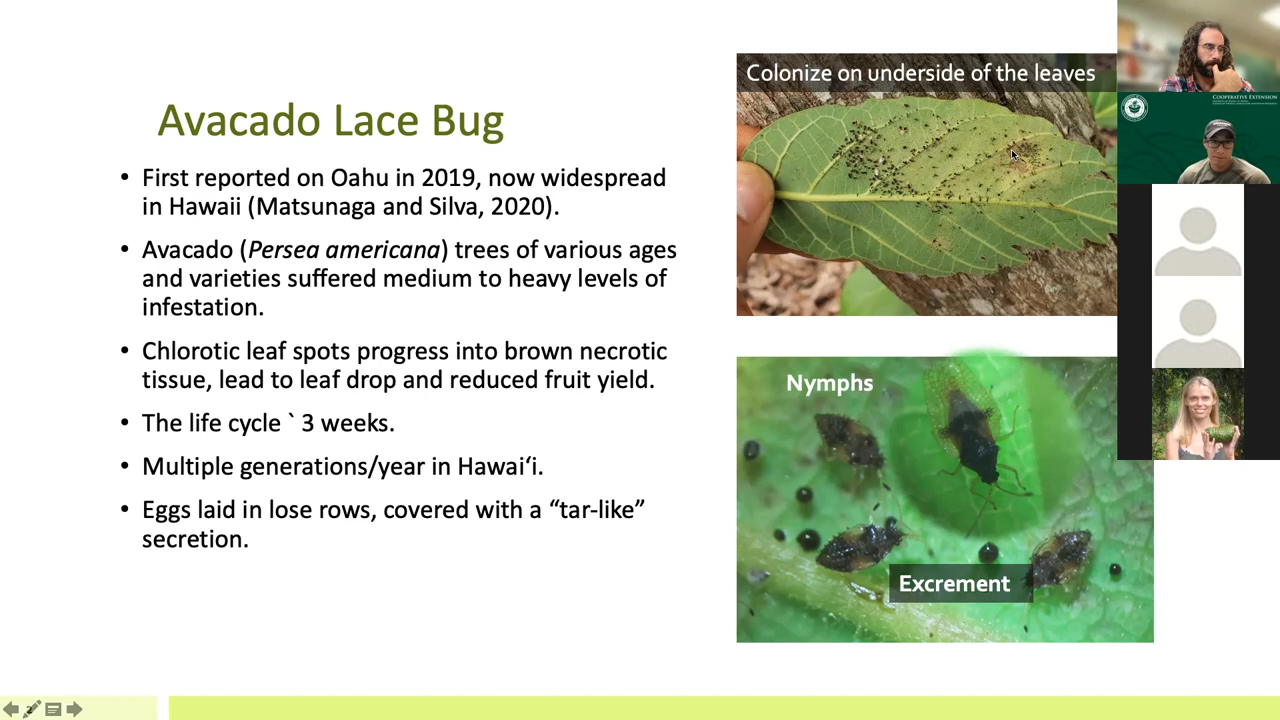 Colonize on underside of the leaves
Avacado Lace Bug
• First reported on Oahu in 2019, now widespread
in Hawaii (Matsunaga and Silva, 2020).
• Avacado (Persea americana) trees of various ages
and varieties suffered medium to heavy levels of
infestation.
• Chlorotic leaf spots progress into brown necrotic
tissue, lead to leaf drop and reduced fruit yield.
• The life cycle ` 3 weeks.
• Multiple generations/year in Hawaiʻi.
• Eggs laid in lose rows, covered with a “tar-like”
secretion.
Nymphs
Excrement
Cooperative Extension
2